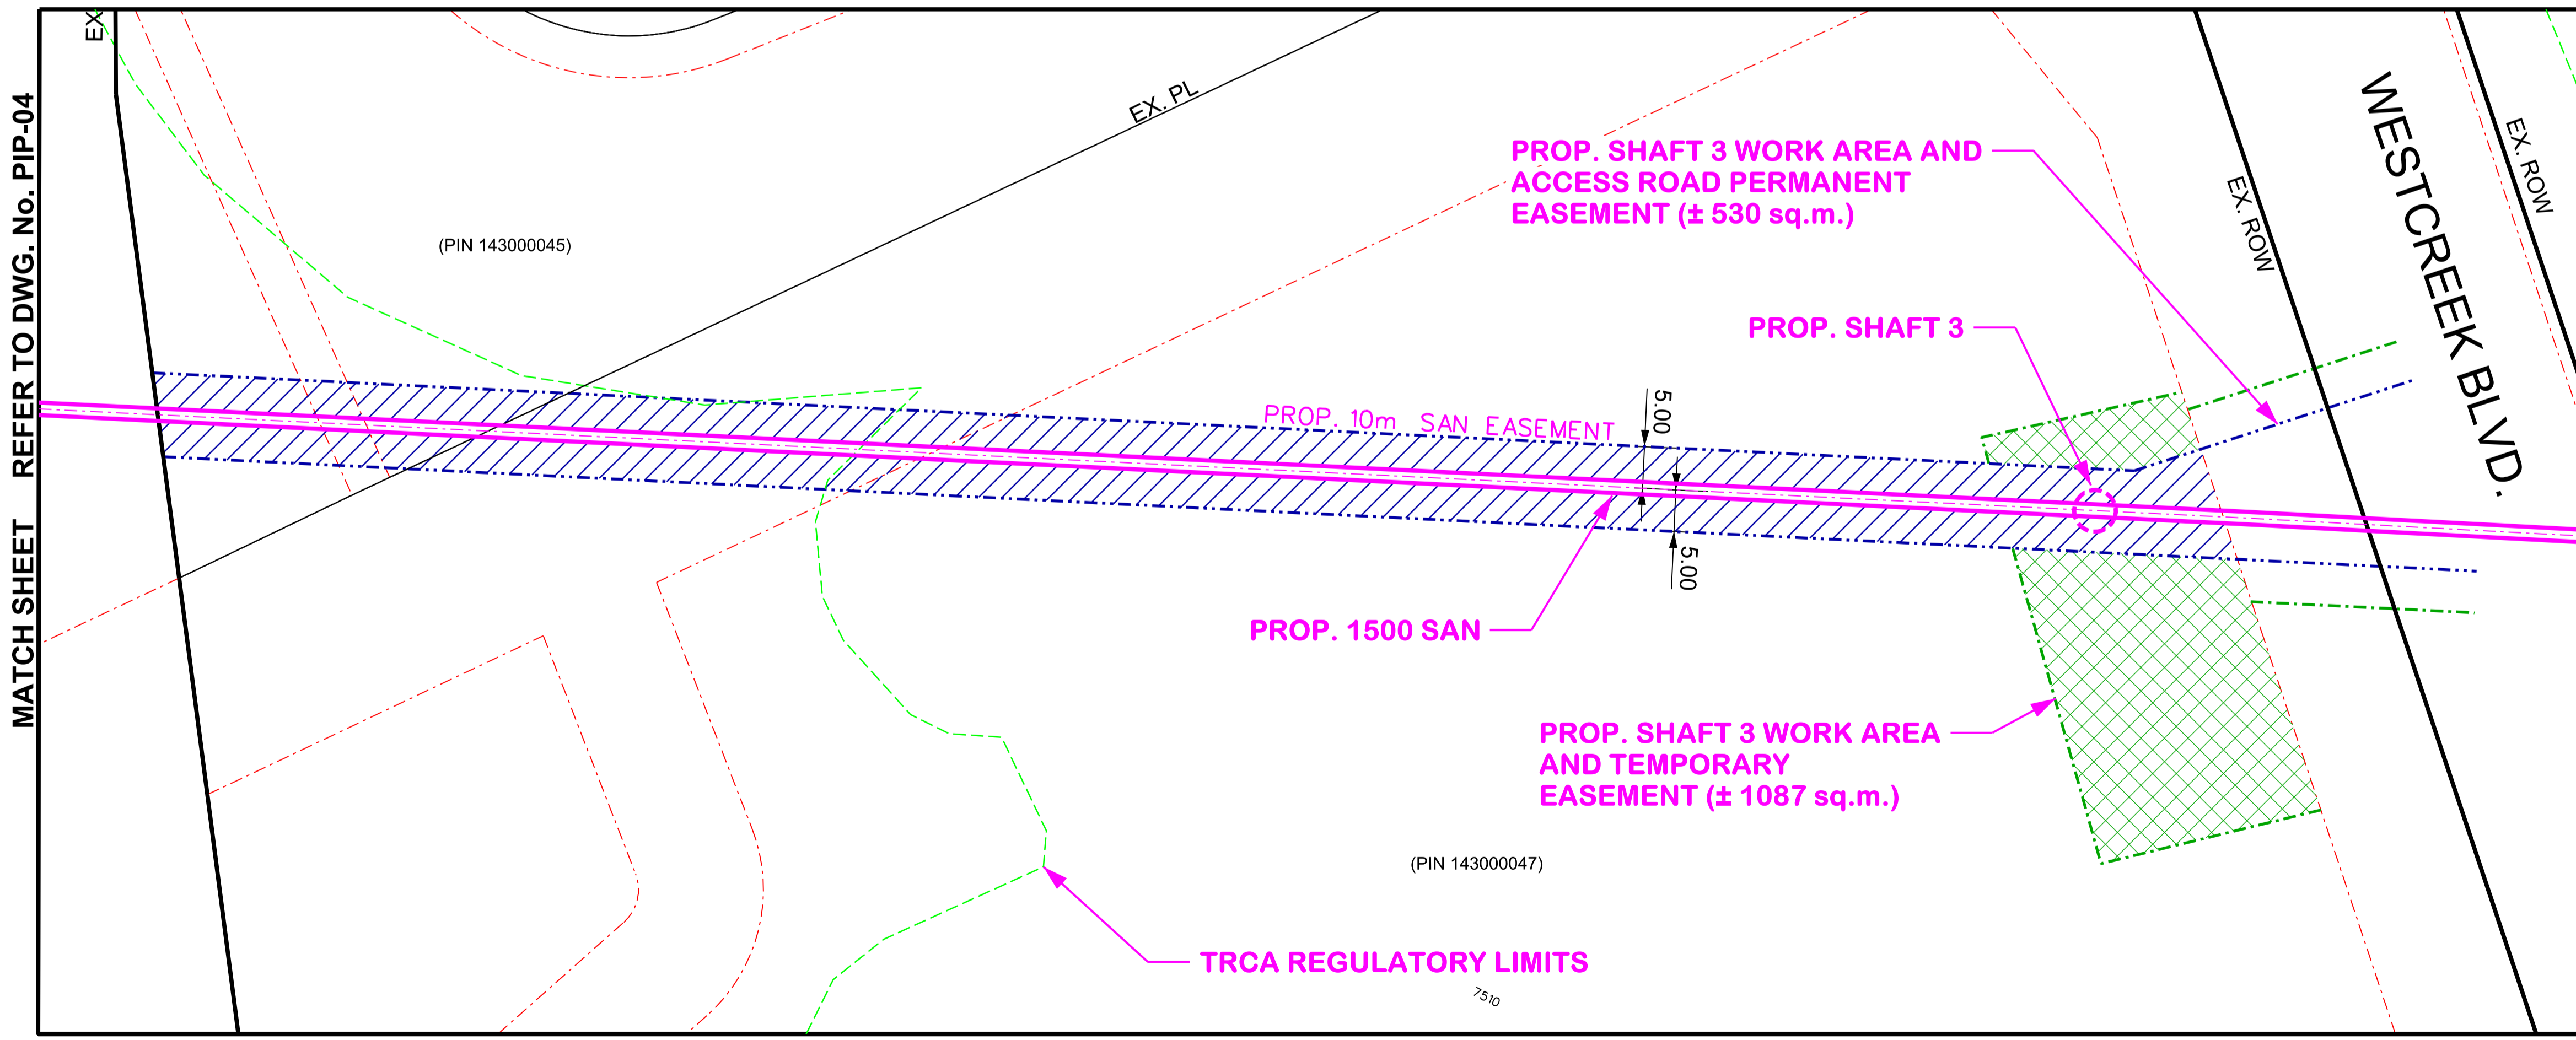 EX
MATCH SHEET    REFER TO DWG. No. PIP-04
EX. PL
(PIN 143000045)
PROP. SHAFT 3 WORK AREA AND
ACCESS ROAD PERMANENT
EASEMENT (± 530 sq.m.)
WESTCREEK BLVD.
EX. ROW
EX. ROW
PROP. SHAFT 3
PROP. 10m SAN EASEMENT
5.00
5.00
PROP. 1500 SAN
PROP. SHAFT 3 WORK AREA
AND TEMPORARY
EASEMENT (± 1087 sq.m.)
(PIN 143000047)
TRCA REGULATORY LIMITS
7510